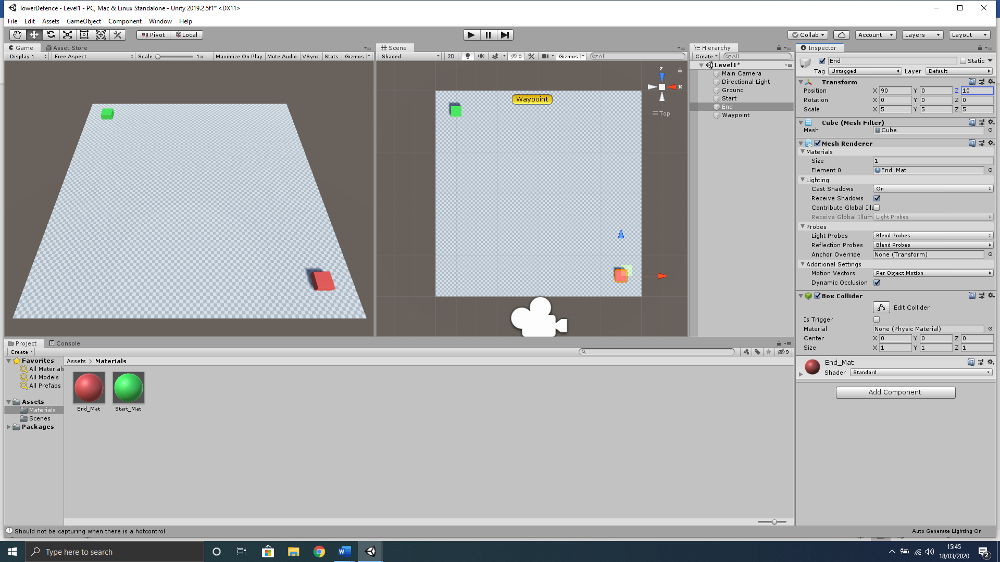 TowerDefence - Level1 - PC, Mac & Linux Standalone - Unity 2019.2.5f1* <DX11>
File Edit Assets GameObject Component Window Help
Pivot Local Collab Account Layers Layout
Game Asset Store
Display 1 Free Aspect Scale 1x Maximize On Play Mute Audio VSync Stats Gizmos
Scene
Shaded 2D 0 Gizmos All
Waypoint
z
x
Top
Hierarchy
Create All
Level1*
Main Camera
Directional Light
Ground
Start
End
Waypoint
Inspector
End Static
Tag Untagged Layer Default
Transform
Position X 90 Y 0 Z 10
Rotation X 0 Y 0 Z 0
Scale X 5 Y 5 Z 5
Cube (Mesh Filter)
Mesh Cube
Mesh Renderer
Materials
Size 1
Element 0 End_Mat
Lighting
Cast Shadows On
Receive Shadows
Contribute Global Illu
Receive Global Illum Light Probes
Probes
Light Probes Blend Probes
Reflection Probes Blend Probes
Anchor Override None (Transform)
Additional Settings
Motion Vectors Per Object Motion
Dynamic Occlusion
Box Collider
Edit Collider
Is Trigger
Material None (Physic Material)
Center X 0 Y 0 Z 0
Size X 1 Y 1 Z 1
End_Mat
Shader Standard
Add Component
Project Console
Create 9
Favorites
All Materials
All Models
All Prefabs
Assets
Materials
Scenes
Packages
Assets > Materials
End_Mat Start_Mat
Should not be capturing when there is a hotcontrol
Auto Generate Lighting On
Type here to search
15:45
18/03/2020
2